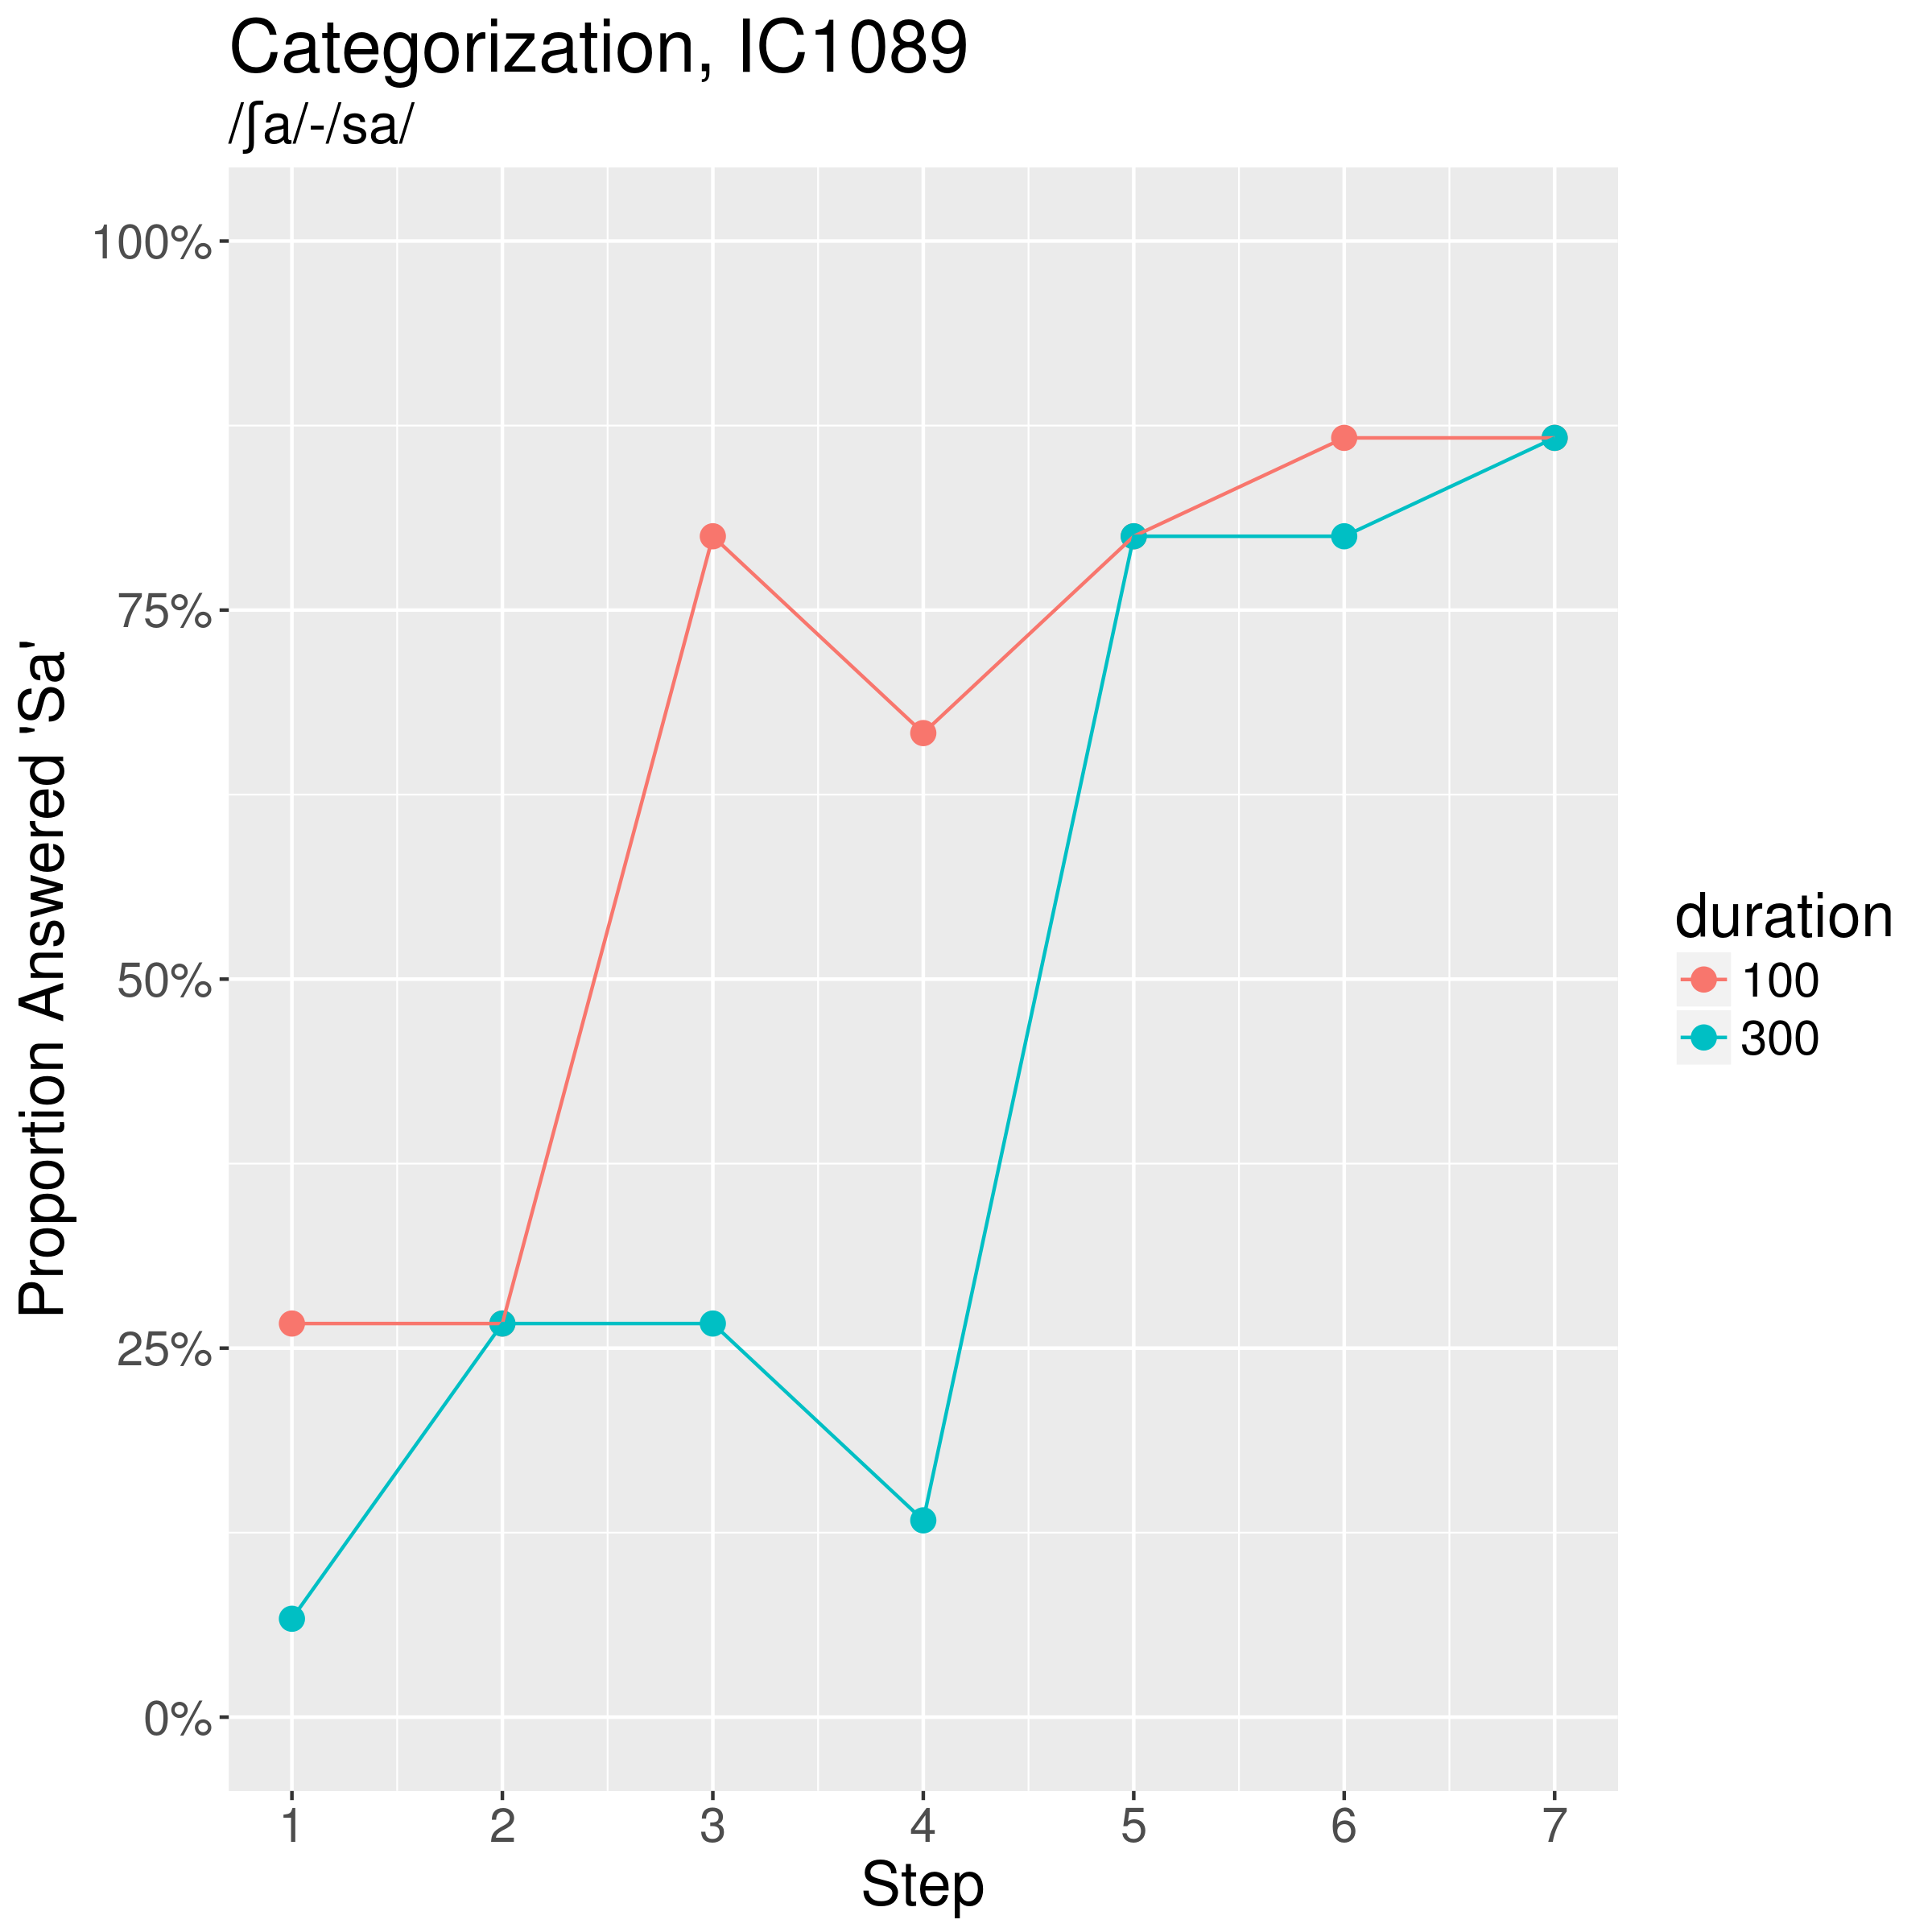 Categorization, IC1089
/ʃa/-/sa/
Proportion Answered 'Sa'
100%
75%
50%
25%
0%
1 2 3 4 5 6 7
Step
duration
100
300